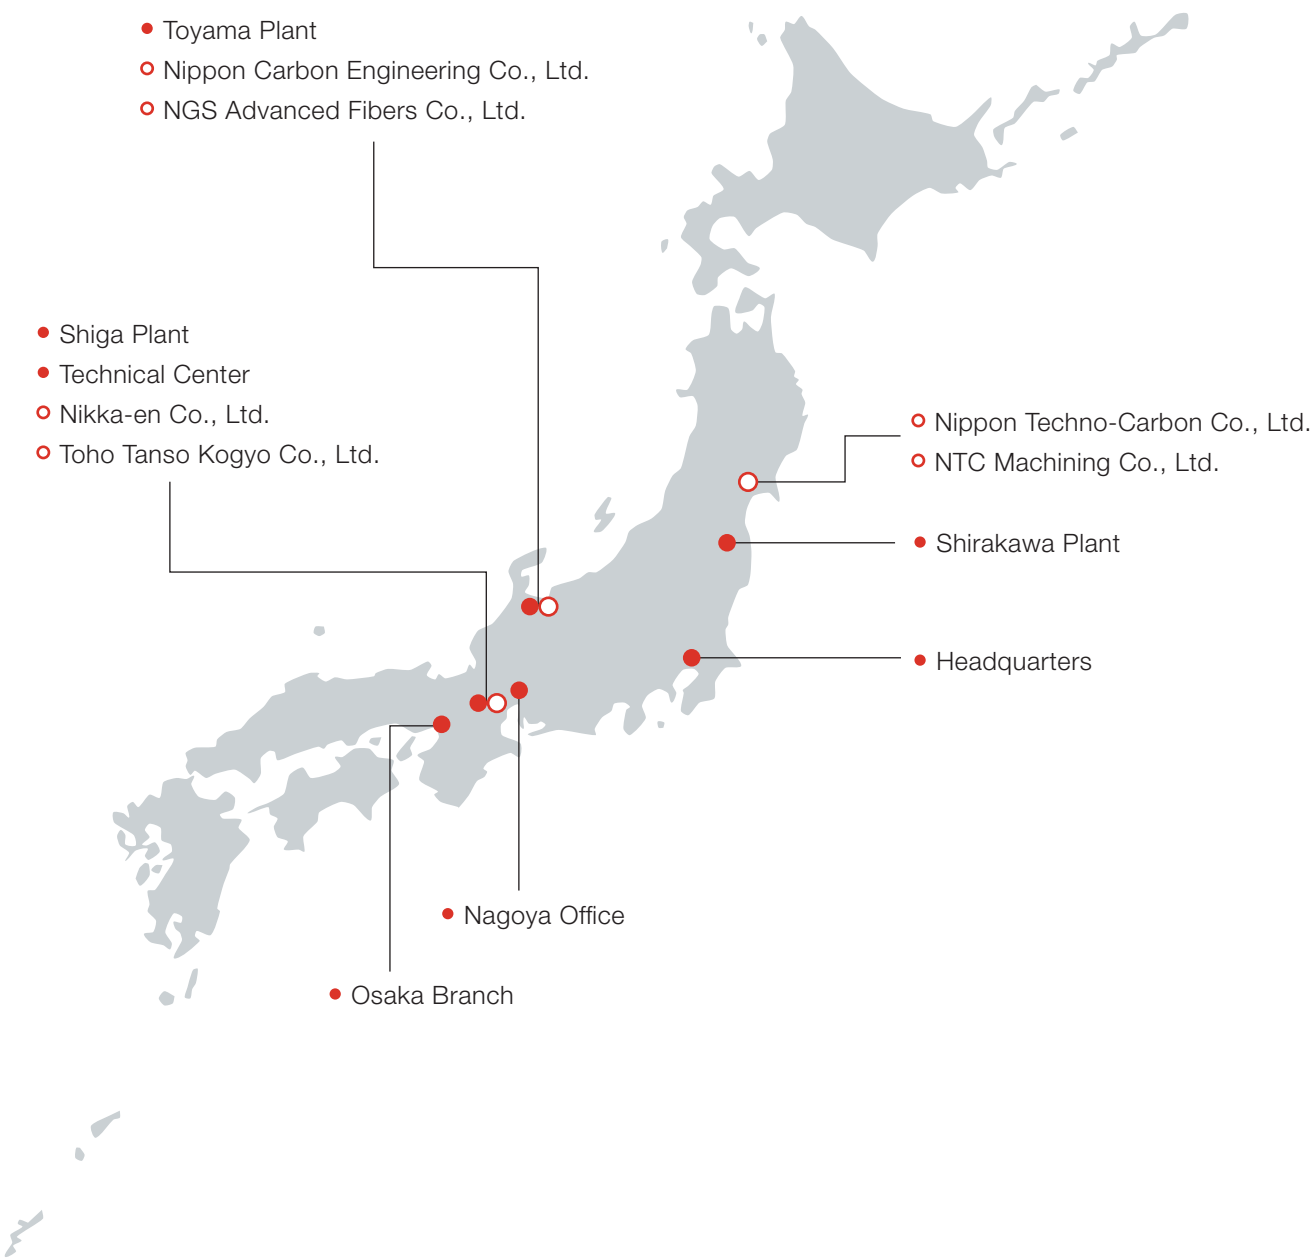 Toyama Plant
Nippon Carbon Engineering Co., Ltd.
NGS Advanced Fibers Co., Ltd.
Shiga Plant
Technical Center
Nikka-en Co., Ltd.
Toho Tanso Kogyo Co., Ltd.
Nippon Techno-Carbon Co., Ltd.
NTC Machining Co., Ltd.
Shirakawa Plant
Headquarters
Nagoya Office
Osaka Branch